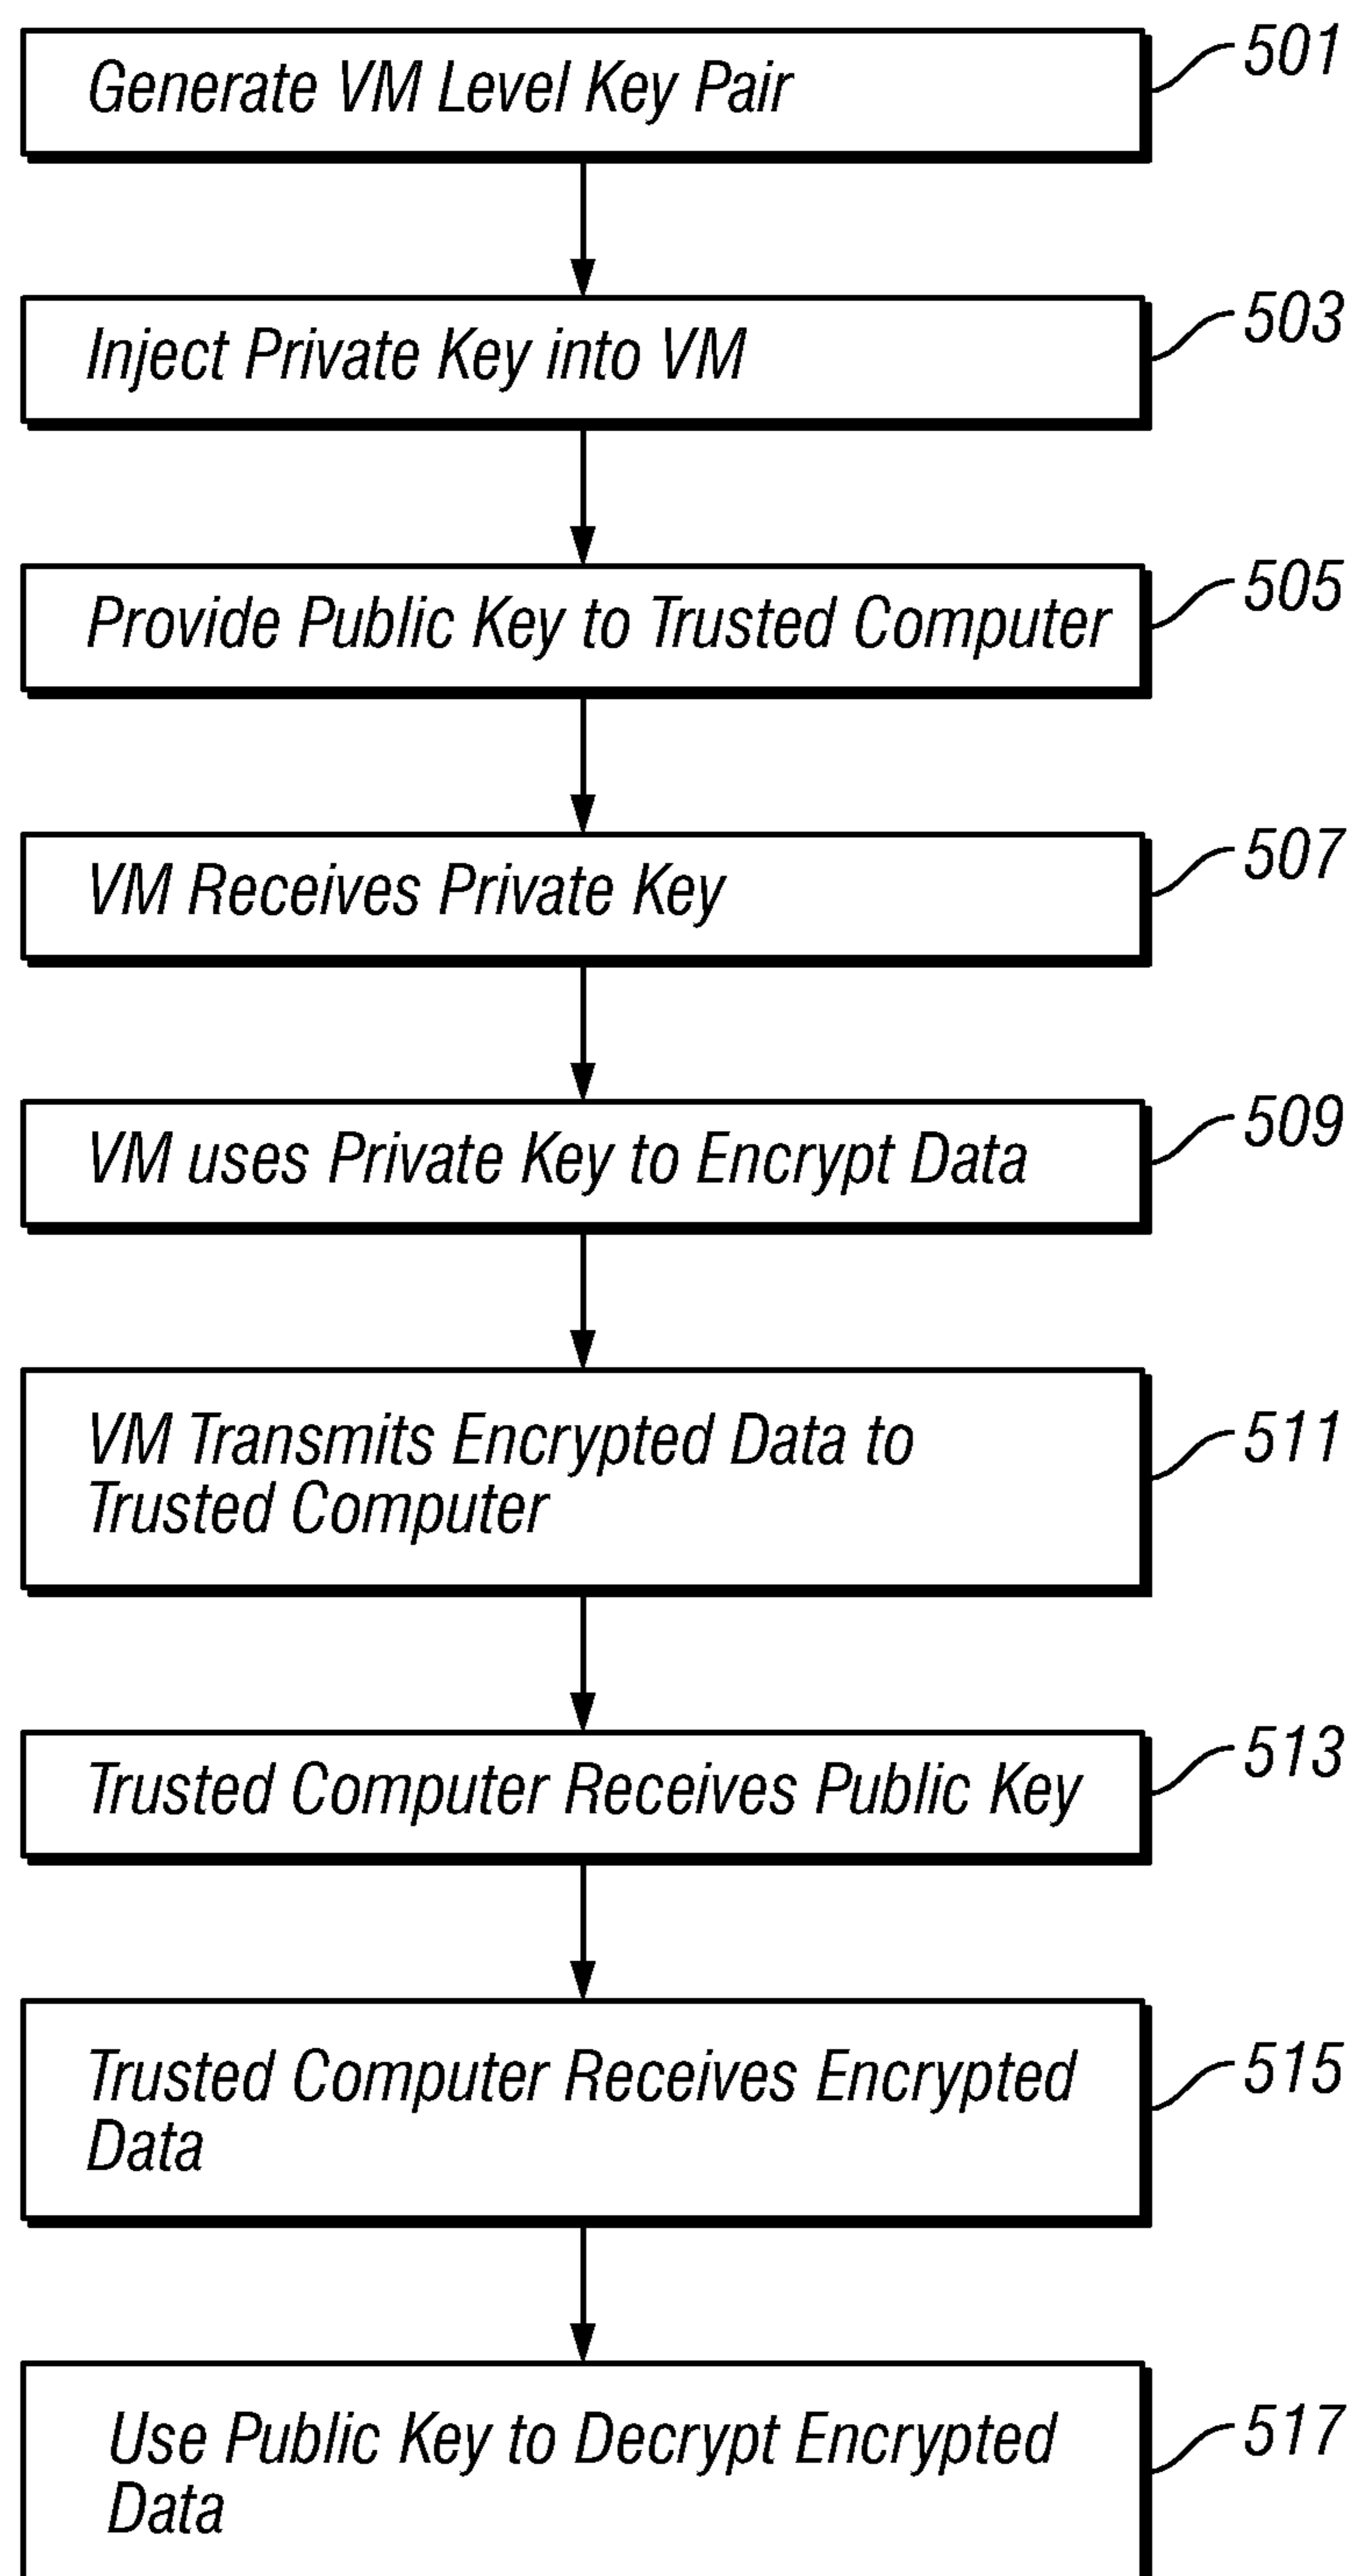 Generate VM Level Key Pair
501
Inject Private Key into VM
503
Provide Public Key to Trusted Computer
505
VM Receives Private Key
507
VM uses Private Key to Encrypt Data
509
VM Transmits Encrypted Data to
Trusted Computer
511
Trusted Computer Receives Public Key
513
Trusted Computer Receives Encrypted
Data
515
Use Public Key to Decrypt Encrypted
Data
517